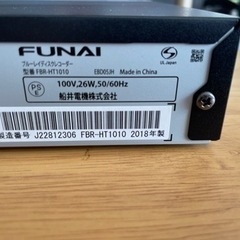 FUNAI
ブルーレイディスクレコーダー
型番 FBR-HT1010 EBD05JH Made in China
UL Japan
PS
E
100V,26W,50/60Hz
船井電機株式会社
製造番号 J22812306 FBR-HT1010 2018年製